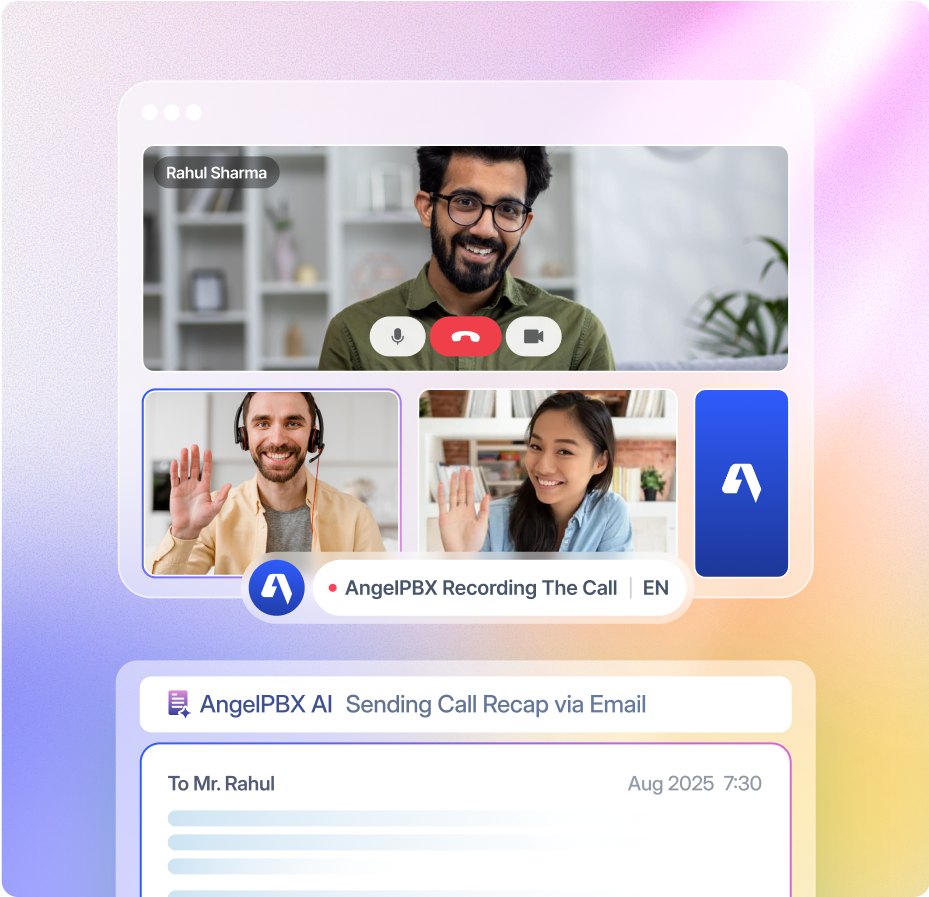 Rahul Sharma
AngelPBX Recording The Call | EN
AngelPBX AI Sending Call Recap via Email
To Mr. Rahul Aug 2025 7:30